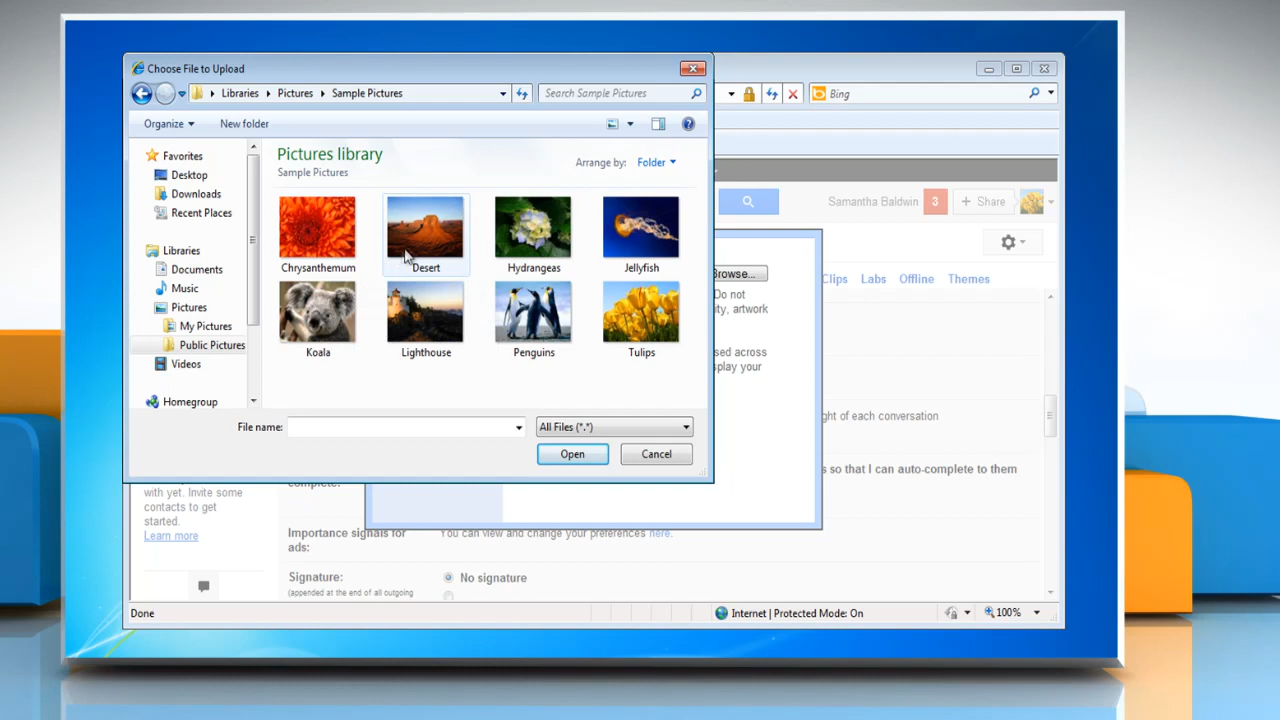 Choose File to Upload
Libraries Pictures Sample Pictures
Search Sample Pictures
Bing
Organize New folder
Favorites
Desktop
Downloads
Recent Places
Libraries
Documents
Music
Pictures
My Pictures
Public Pictures
Videos
Homegroup
Pictures library
Sample Pictures
Arrange by: Folder
Chrysanthemum Desert Hydrangeas Jellyfish
Koala Lighthouse Penguins Tulips
File name: All Files (*.*)
Open Cancel
Samantha Baldwin 3 + Share
Browse...
Clips Labs Offline Themes
Do not
ity, artwork
sed across
play your
ght of each conversation
s so that I can auto-complete to them
complete:
with yet. Invite some
contacts to get
started.
Learn more
Importance signals for
ads:
You can view and change your preferences here.
Signature:
(appended at the end of all outgoing
No signature
Done
Internet | Protected Mode: On
100%